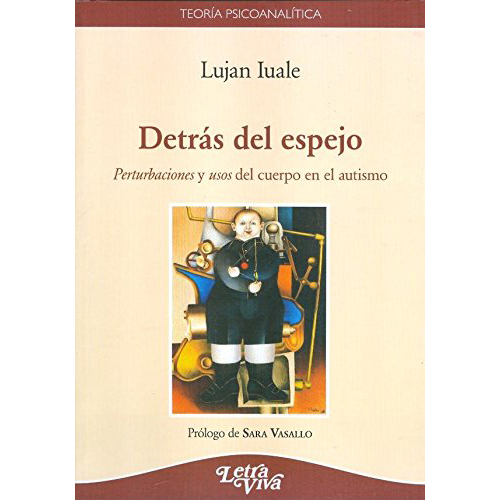 TEORÍA PSICOANALÍTICA
Lujan Iuale
Detrás del espejo
Perturbaciones y usos del cuerpo en el autismo
Prólogo de SARA VASALLO
Letra
Viva